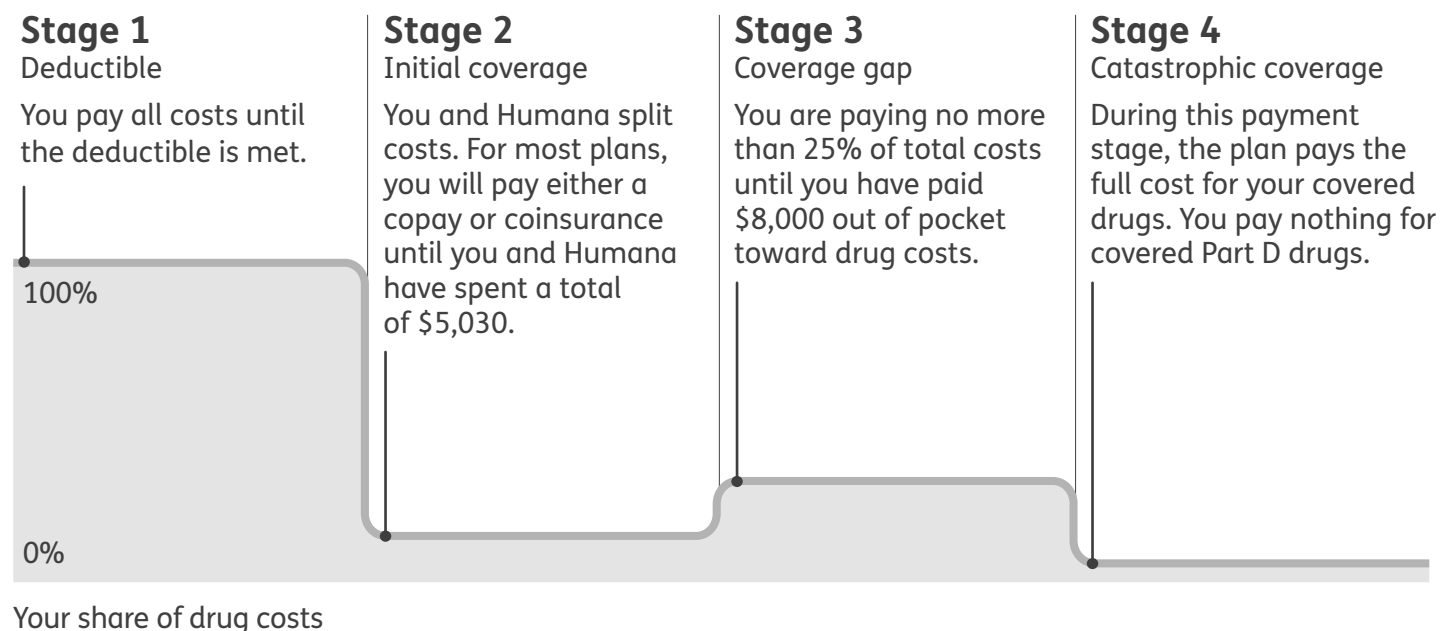 Stage 1
Deductible
You pay all costs until
the deductible is met.
100%
0%
Stage 2
Initial coverage
You and Humana split
costs. For most plans,
you will pay either a
copay or coinsurance
until you and Humana
have spent a total
of $5,030.
Stage 3
Coverage gap
You are paying no more
than 25% of total costs
until you have paid
$8,000 out of pocket
toward drug costs.
Stage 4
Catastrophic coverage
During this payment
stage, the plan pays the
full cost for your covered
drugs. You pay nothing for
covered Part D drugs.
Your share of drug costs